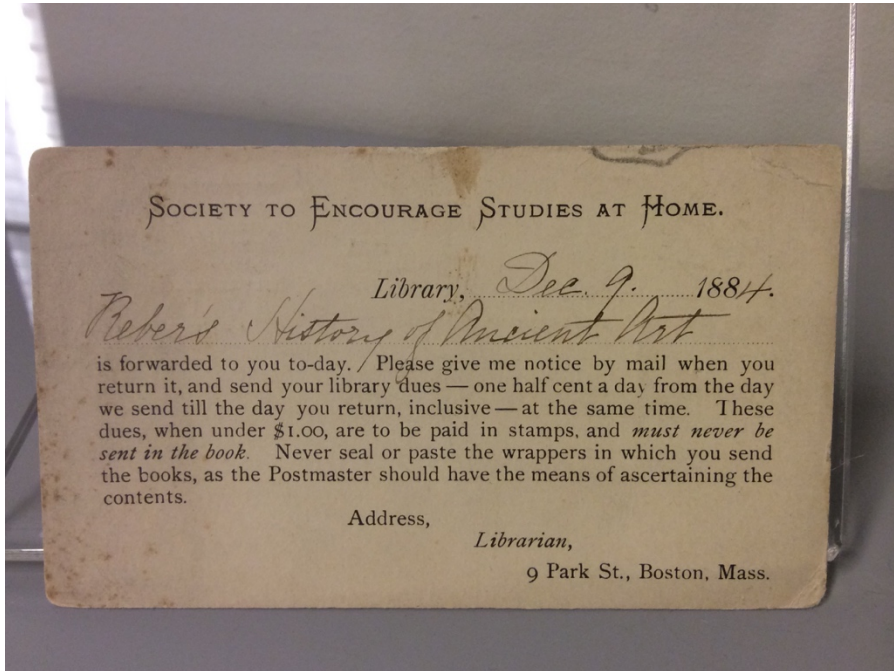 Society to Encourage Studies at Home.
Library, Dec. 9. 1884.
Reber's History of Ancient Art
is forwarded to you to-day. Please give me notice by mail when you
return it, and send your library dues — one half cent a day from the day
we send till the day you return, inclusive — at the same time. These
dues, when under $1.00, are to be paid in stamps, and must never be
sent in the book. Never seal or paste the wrappers in which you send
the books, as the Postmaster should have the means of ascertaining the
contents.
Address,
Librarian,
9 Park St., Boston, Mass.